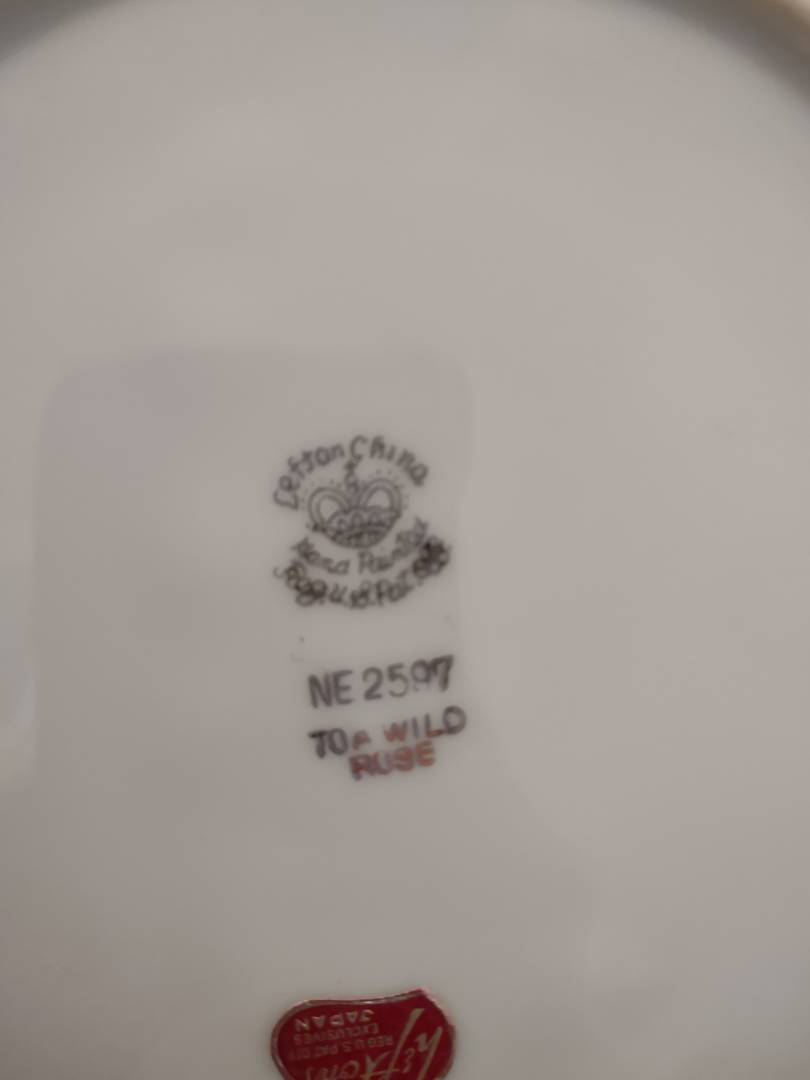 Lefton China
Hand Painted
Reg. U.S. Pat. Off.
NE 2597
TO A WILD
ROSE
Lefton's
REG U.S. PAT. OFF
EXCLUSIVES
JAPAN